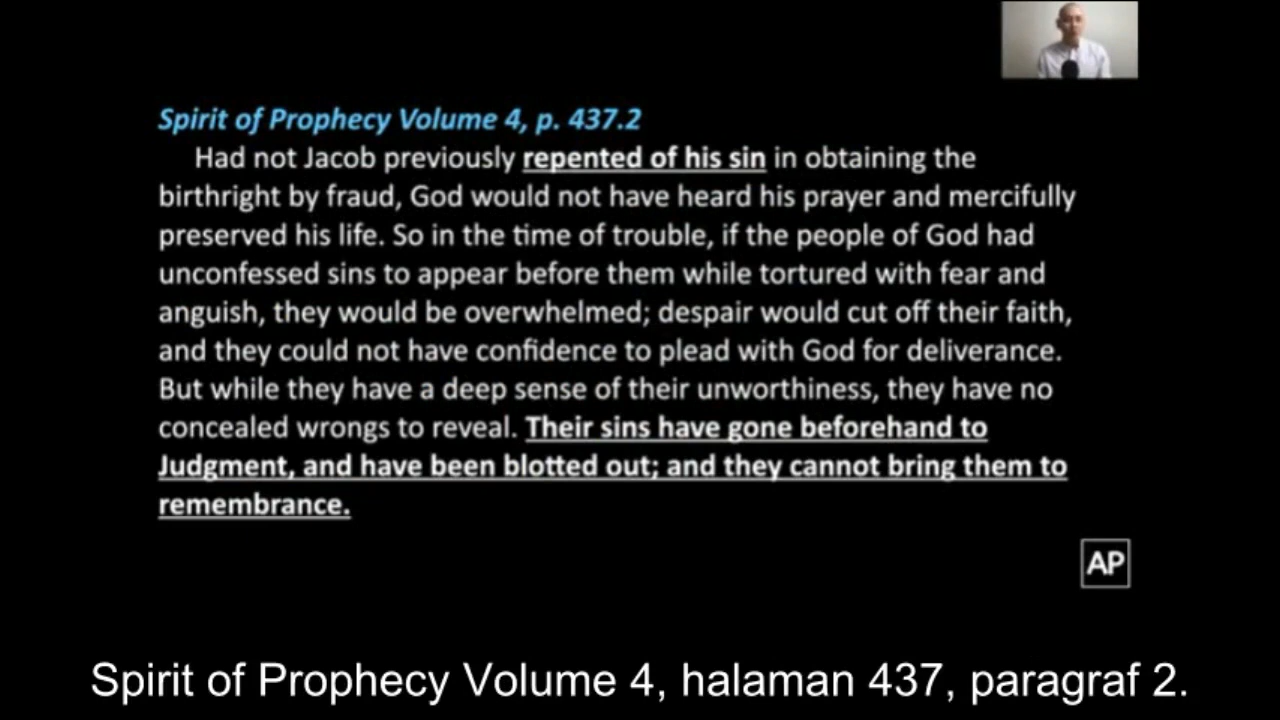 Spirit of Prophecy Volume 4, p. 437.2
Had not Jacob previously repented of his sin in obtaining the
birthright by fraud, God would not have heard his prayer and mercifully
preserved his life. So in the time of trouble, if the people of God had
unconfessed sins to appear before them while tortured with fear and
anguish, they would be overwhelmed; despair would cut off their faith,
and they could not have confidence to plead with God for deliverance.
But while they have a deep sense of their unworthiness, they have no
concealed wrongs to reveal. Their sins have gone beforehand to
Judgment, and have been blotted out; and they cannot bring them to
remembrance.
AP
Spirit of Prophecy Volume 4, halaman 437, paragraf 2.